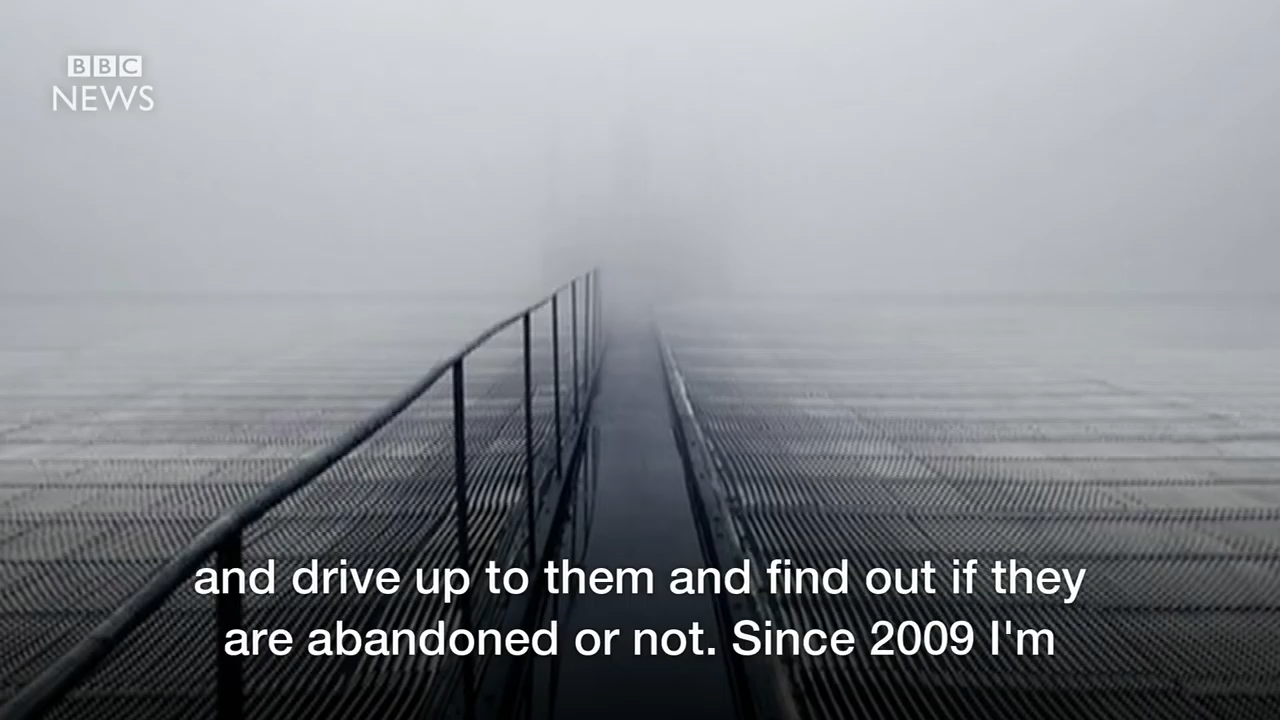 BBC
NEWS
and drive up to them and find out if they
are abandoned or not. Since 2009 I'm